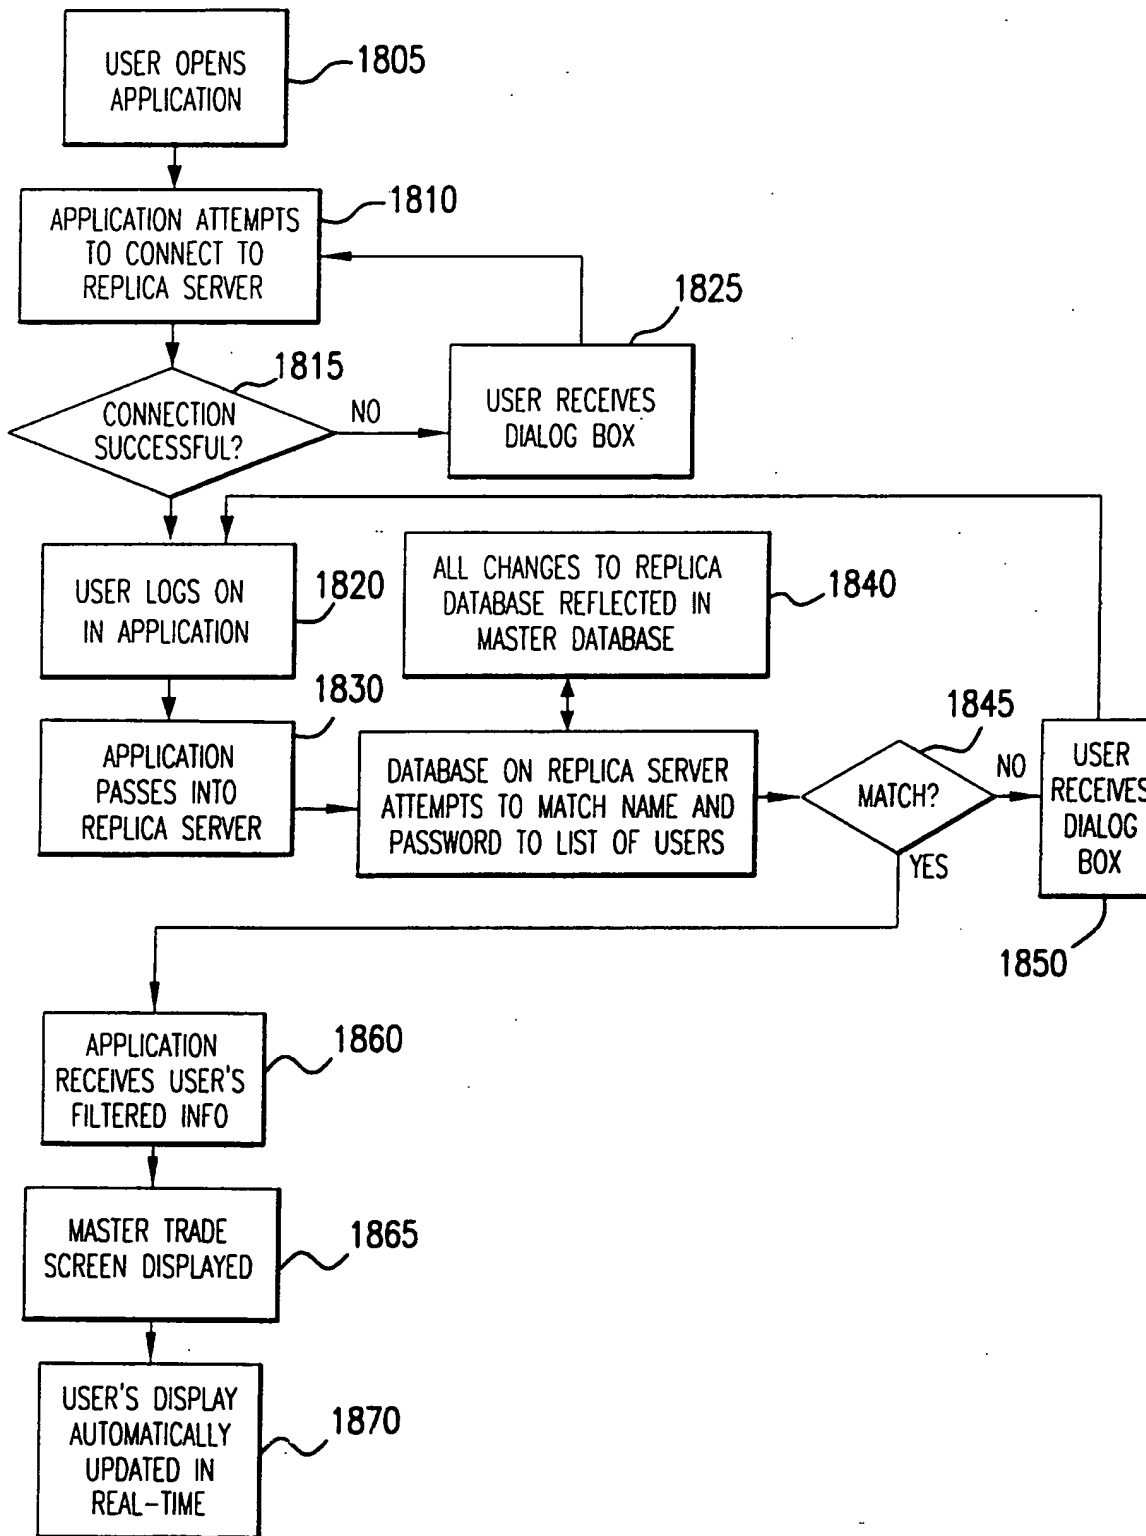 USER OPENS
APPLICATION
1805
APPLICATION ATTEMPTS
TO CONNECT TO
REPLICA SERVER
1810
CONNECTION
SUCCESSFUL?
1815
NO
USER RECEIVES
DIALOG BOX
1825
USER LOGS ON
IN APPLICATION
1820
ALL CHANGES TO REPLICA
DATABASE REFLECTED IN
MASTER DATABASE
1840
APPLICATION
PASSES INTO
REPLICA SERVER
1830
DATABASE ON REPLICA SERVER
ATTEMPTS TO MATCH NAME AND
PASSWORD TO LIST OF USERS
MATCH?
1845
NO
YES
USER
RECEIVES
DIALOG
BOX
1850
APPLICATION
RECEIVES USER'S
FILTERED INFO
1860
MASTER TRADE
SCREEN DISPLAYED
1865
USER'S DISPLAY
AUTOMATICALLY
UPDATED IN
REAL-TIME
1870